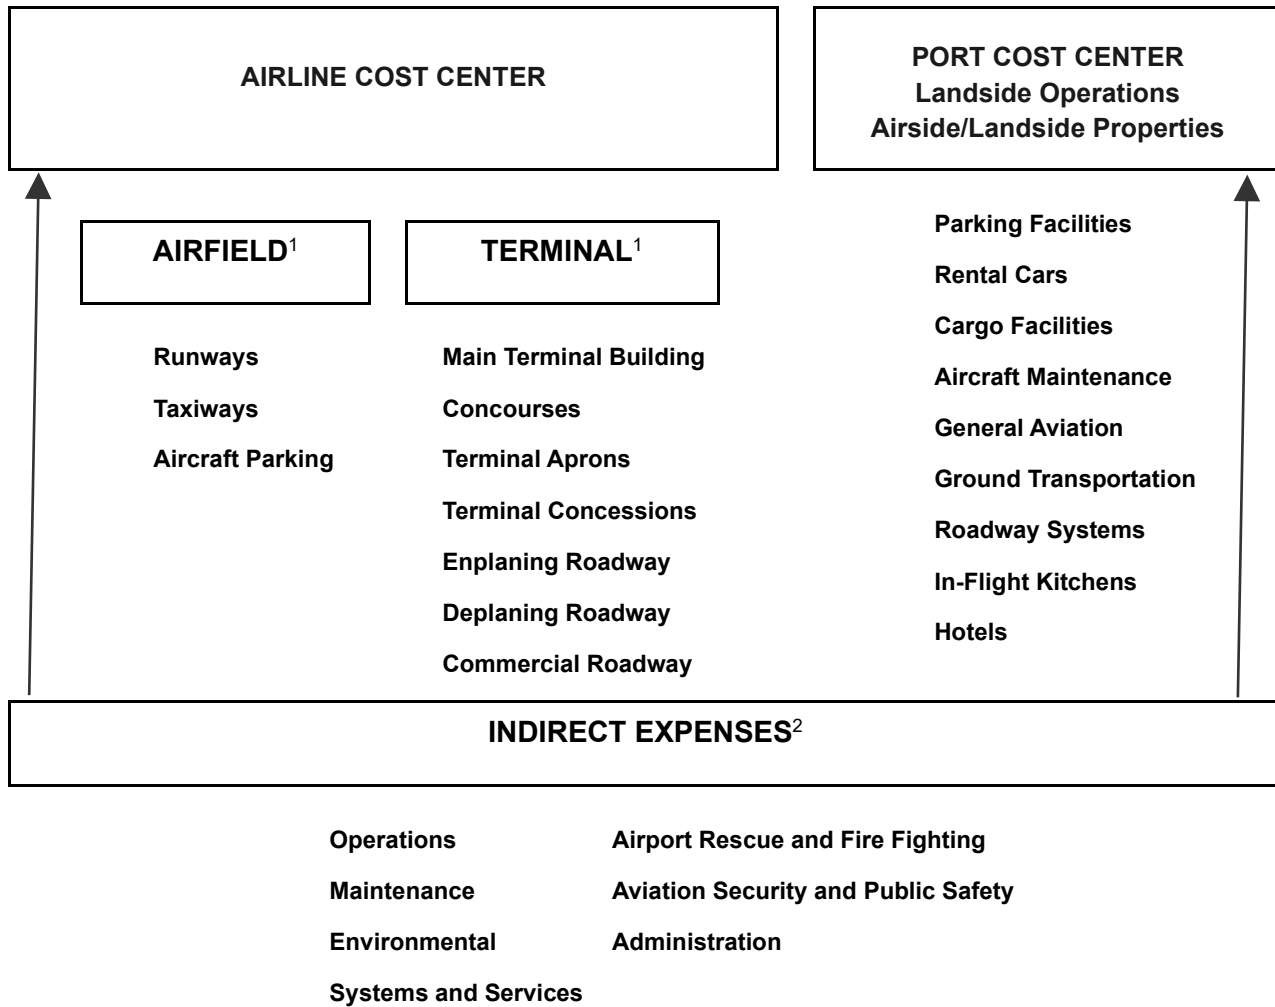 AIRLINE COST CENTER
PORT COST CENTER
Landside Operations
Airside/Landside Properties
AIRFIELD¹
Runways
Taxiways
Aircraft Parking
TERMINAL¹
Main Terminal Building
Concourses
Terminal Aprons
Terminal Concessions
Enplaning Roadway
Deplaning Roadway
Commercial Roadway
Parking Facilities
Rental Cars
Cargo Facilities
Aircraft Maintenance
General Aviation
Ground Transportation
Roadway Systems
In-Flight Kitchens
Hotels
INDIRECT EXPENSES²
Operations
Maintenance
Environmental
Systems and Services
Airport Rescue and Fire Fighting
Aviation Security and Public Safety
Administration